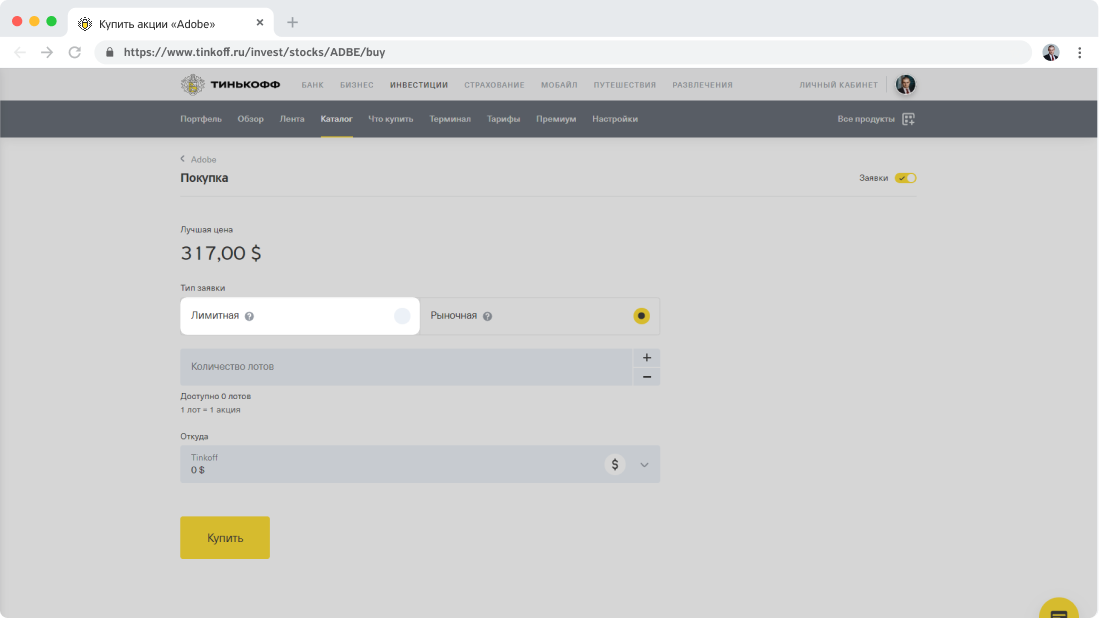 Купить акции «Adobe»
https://www.tinkoff.ru/invest/stocks/ADBE/buy
ТИНЬКОФФ БАНК БИЗНЕС ИНВЕСТИЦИИ СТРАХОВАНИЕ МОБАЙЛ ПУТЕШЕСТВИЯ РАЗВЛЕЧЕНИЯ ЛИЧНЫЙ КАБИНЕТ
Портфель Обзор Лента Каталог Что купить Терминал Тарифы Премиум Настройки Все продукты
Adobe
Покупка Заявки
Лучшая цена
317,00 $
Тип заявки
Лимитная ? Рыночная ?
Количество лотов + −
Доступно 0 лотов
1 лот = 1 акция
Откуда
Tinkoff
0 $ $
Купить